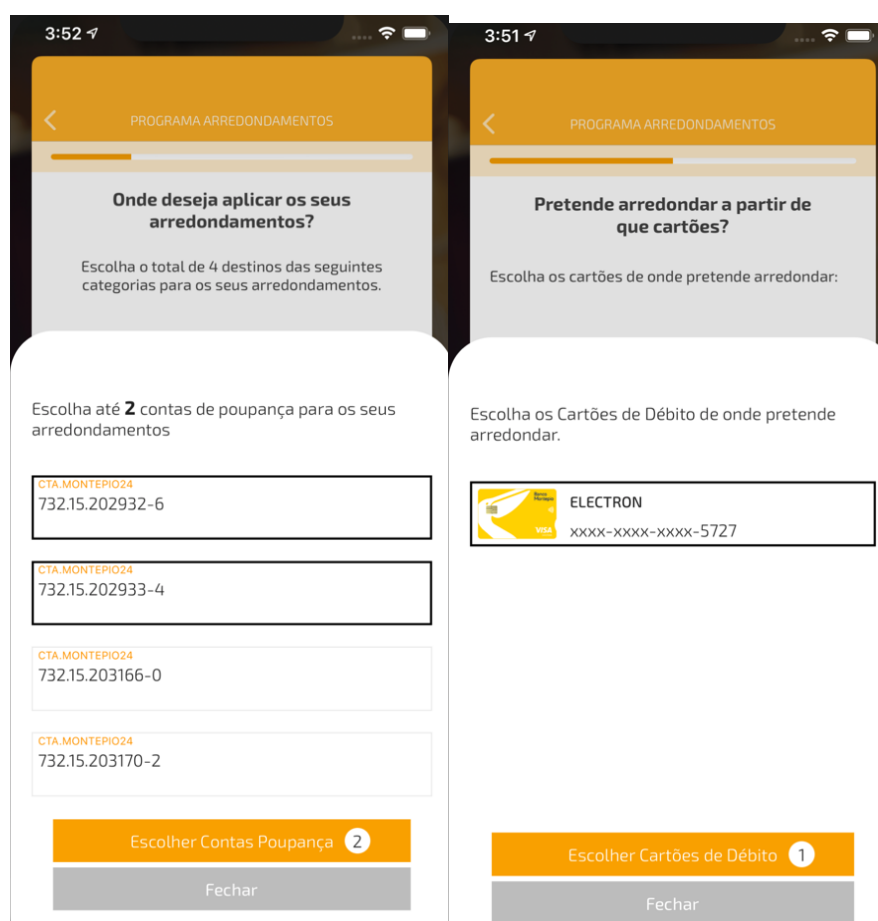 3:52
PROGRAMA ARREDONDAMENTOS
Onde deseja aplicar os seus
arredondamentos?
Escolha o total de 4 destinos das seguintes
categorias para os seus arredondamentos.
Escolha até 2 contas de poupança para os seus
arredondamentos
CTA.MONTEPIO24
732.15.202932-6
CTA.MONTEPIO24
732.15.202933-4
CTA.MONTEPIO24
732.15.203166-0
CTA.MONTEPIO24
732.15.203170-2
Escolher Contas Poupança 2
Fechar
3:51
PROGRAMA ARREDONDAMENTOS
Pretende arredondar a partir de
que cartões?
Escolha os cartões de onde pretende arredondar:
Escolha os Cartões de Débito de onde pretende
arredondar.
Banco
Montepio
VISA
ELECTRON
xxxx-xxxx-xxxx-5727
Escolher Cartões de Débito 1
Fechar